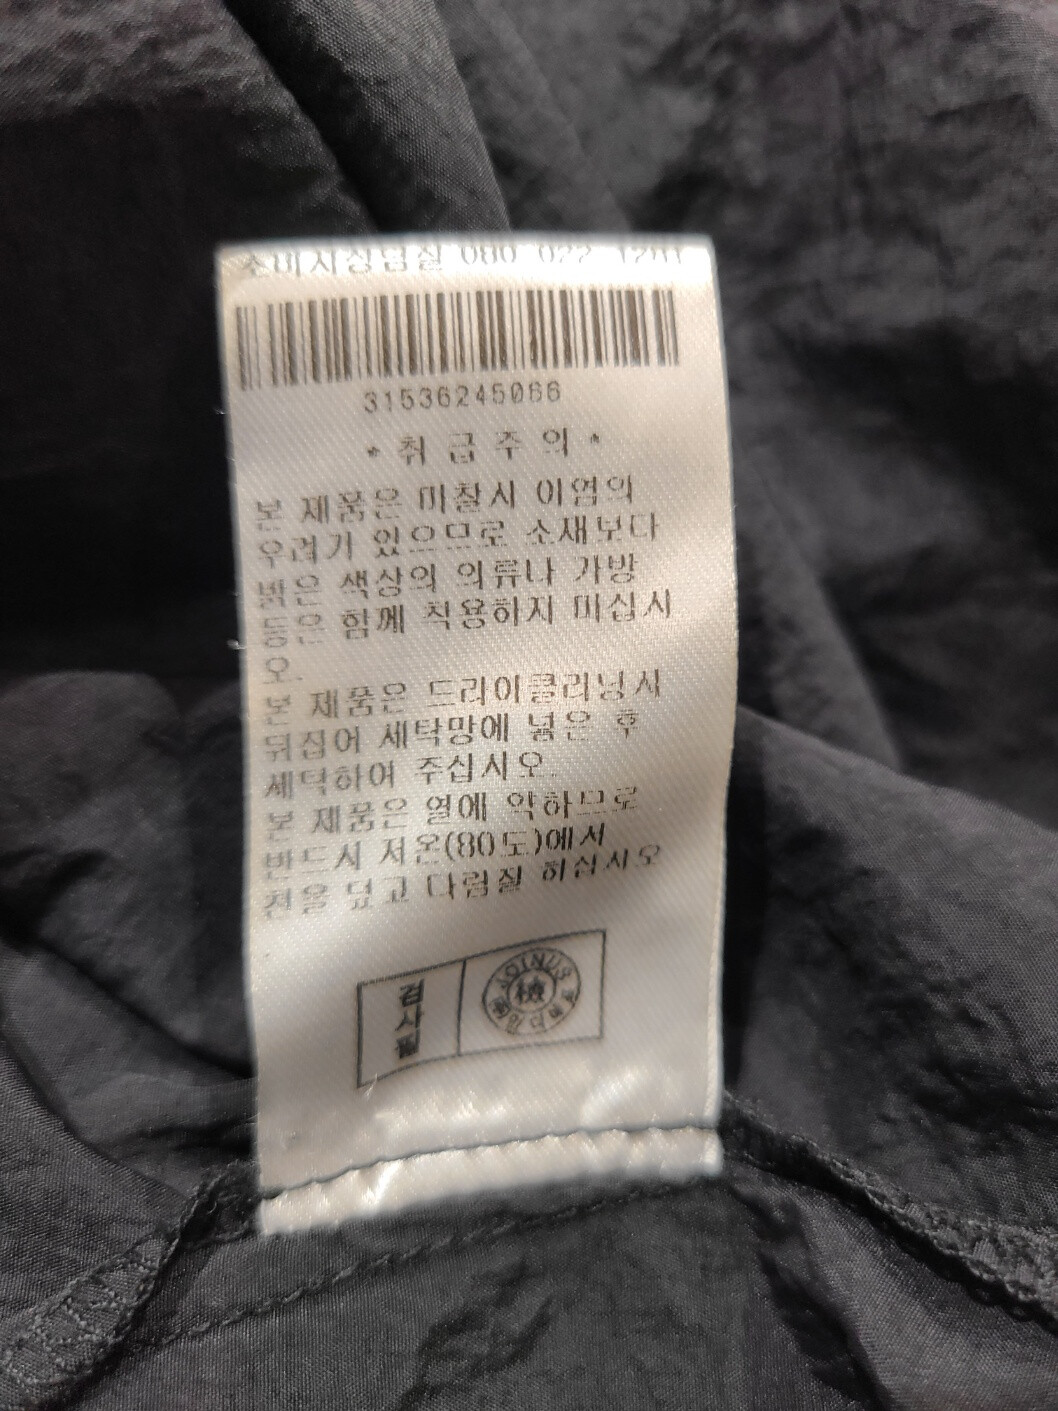 소비자상담실 080 022 1281
31536245066
* 취 급 주 의 *
본 제품은 마찰시 이염의
우려가 있으므로 소재보다
밝은 색상의 의류나 가방
등은 함께 착용하지 마십시
오.
본 제품은 드라이클리닝시
뒤집어 세탁망에 넣은 후
세탁하여 주십시오.
본 제품은 열에 약하므로
반드시 저온(80도)에서
천을 덮고 다림질 하십시오
검사필
JOINUS
檢